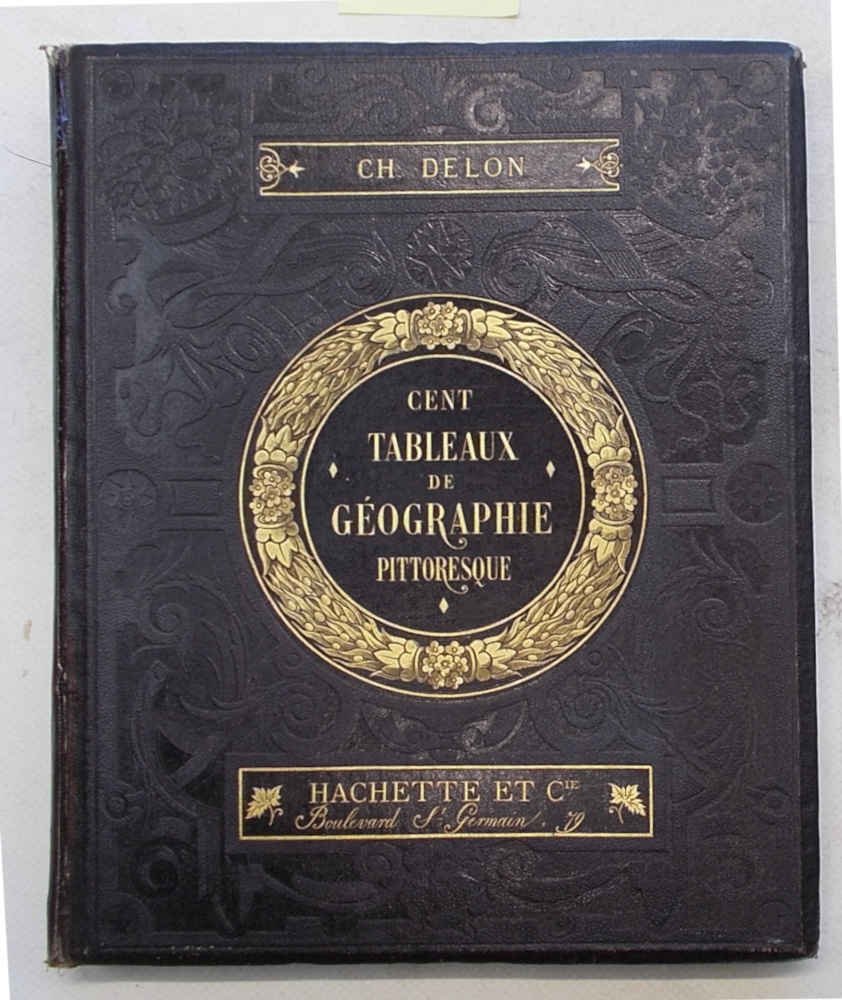 CH. DELON
CENT
TABLEAUX
DE
GÉOGRAPHIE
PITTORESQUE
HACHETTE ET CIE
Boulevard St Germain. 79